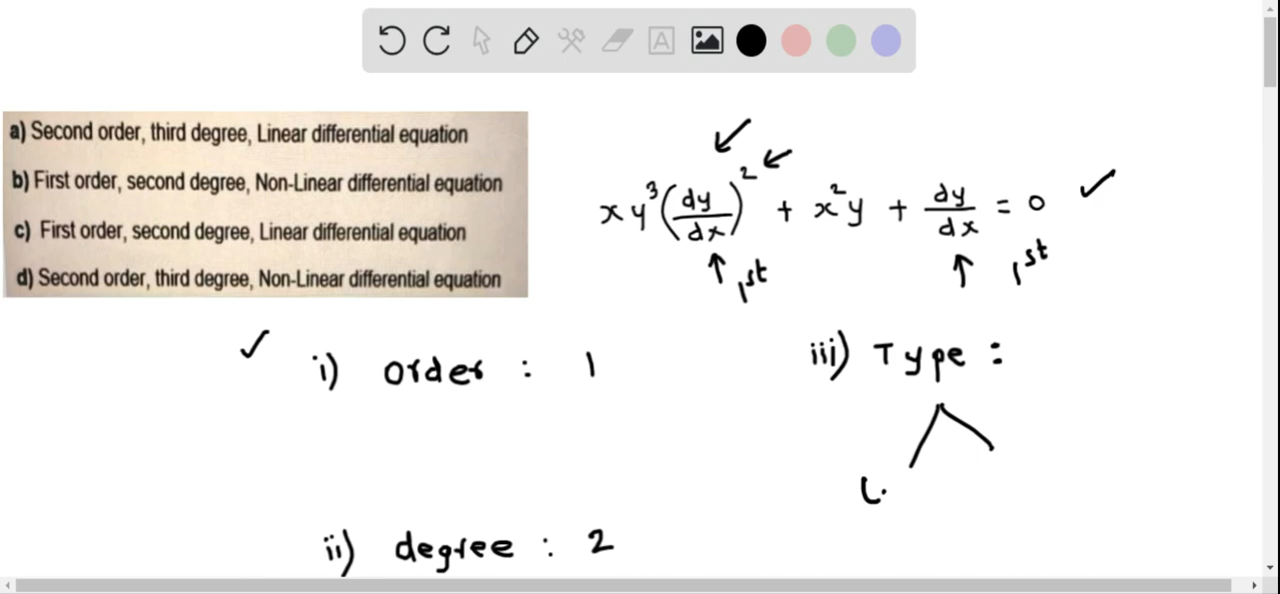 A
a) Second order, third degree, Linear differential equation
b) First order, second degree, Non-Linear differential equation
c) First order, second degree, Linear differential equation
d) Second order, third degree, Non-Linear differential equation
xy³(dy/dx)² + x²y + dy/dx = 0
1st 1st
i) order : 1
iii) Type :
L.
ii) degree : 2